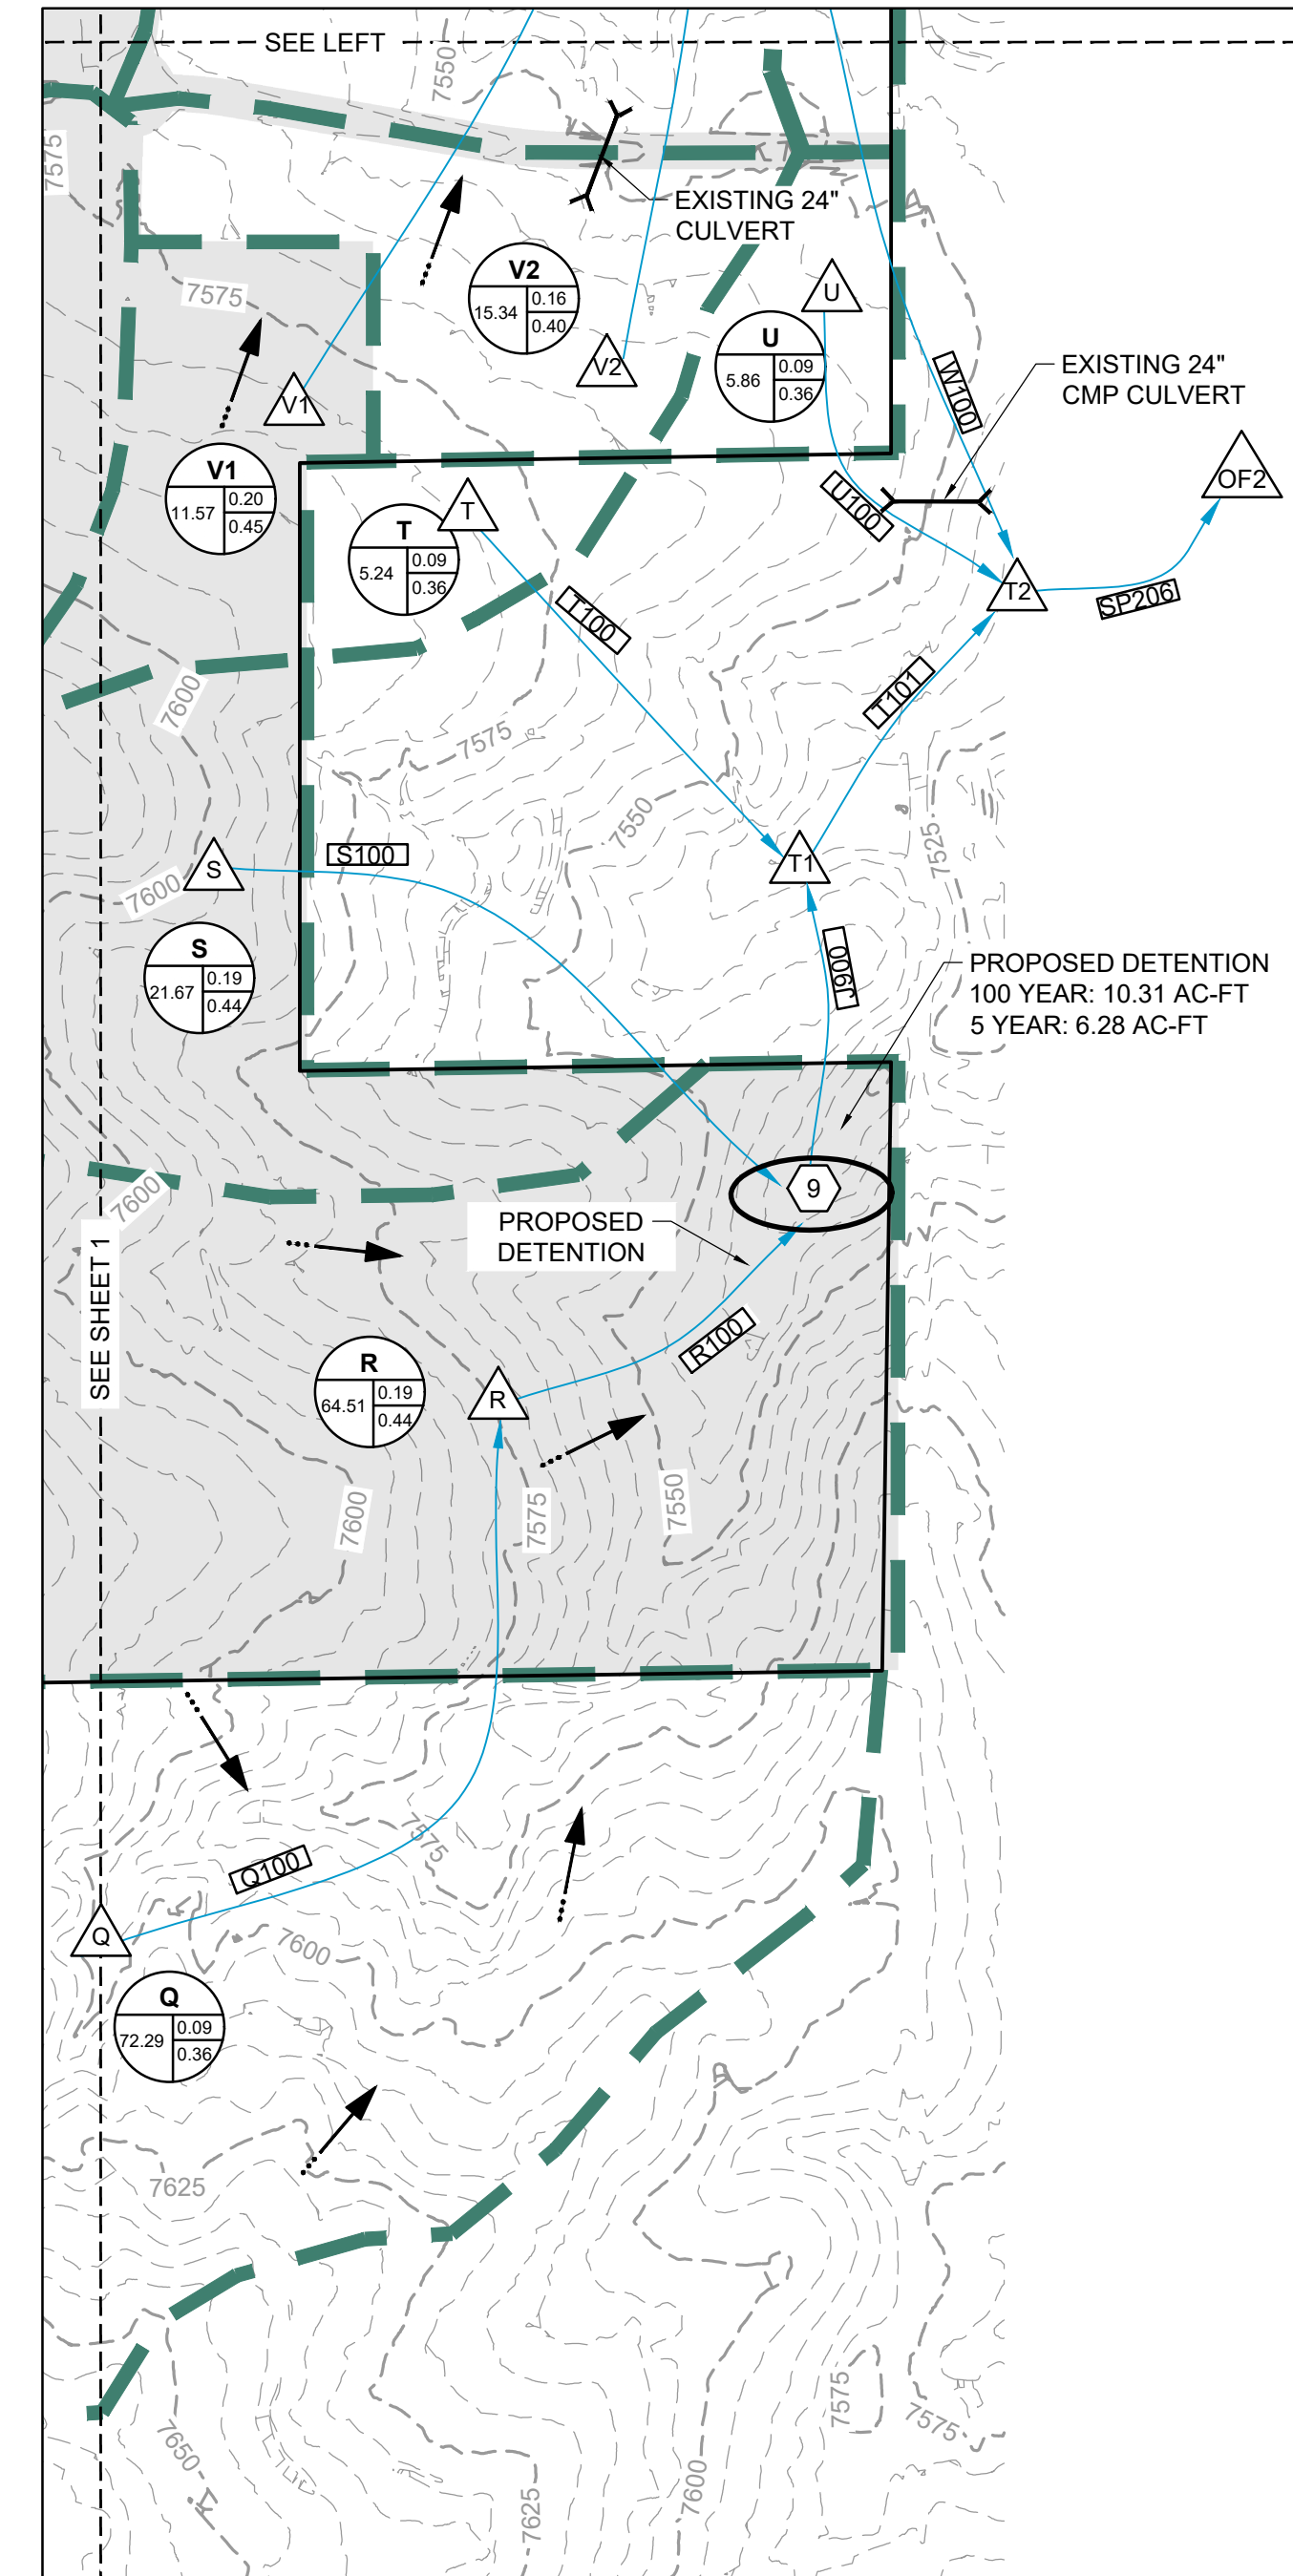 SEE LEFT
7550
7575
EXISTING 24"
CULVERT
7575
V2
15.34
0.16
0.40
U
V2
U
5.86
0.09
0.36
W100
EXISTING 24"
CMP CULVERT
V1
V1
11.57
0.20
0.45
OF2
T
T
5.24
0.09
0.36
U100
T2
SP206
T100
7600
T101
7575
7550
7525
S100
T1
S
7600
S
21.67
0.19
0.44
J900
PROPOSED DETENTION
100 YEAR: 10.31 AC-FT
5 YEAR: 6.28 AC-FT
7600
9
PROPOSED
DETENTION
SEE SHEET 1
R100
R
64.51
0.19
0.44
R
7600
7575
7550
7575
Q100
Q
7600
Q
72.29
0.09
0.36
7625
7575
7575
7650
7625
7600